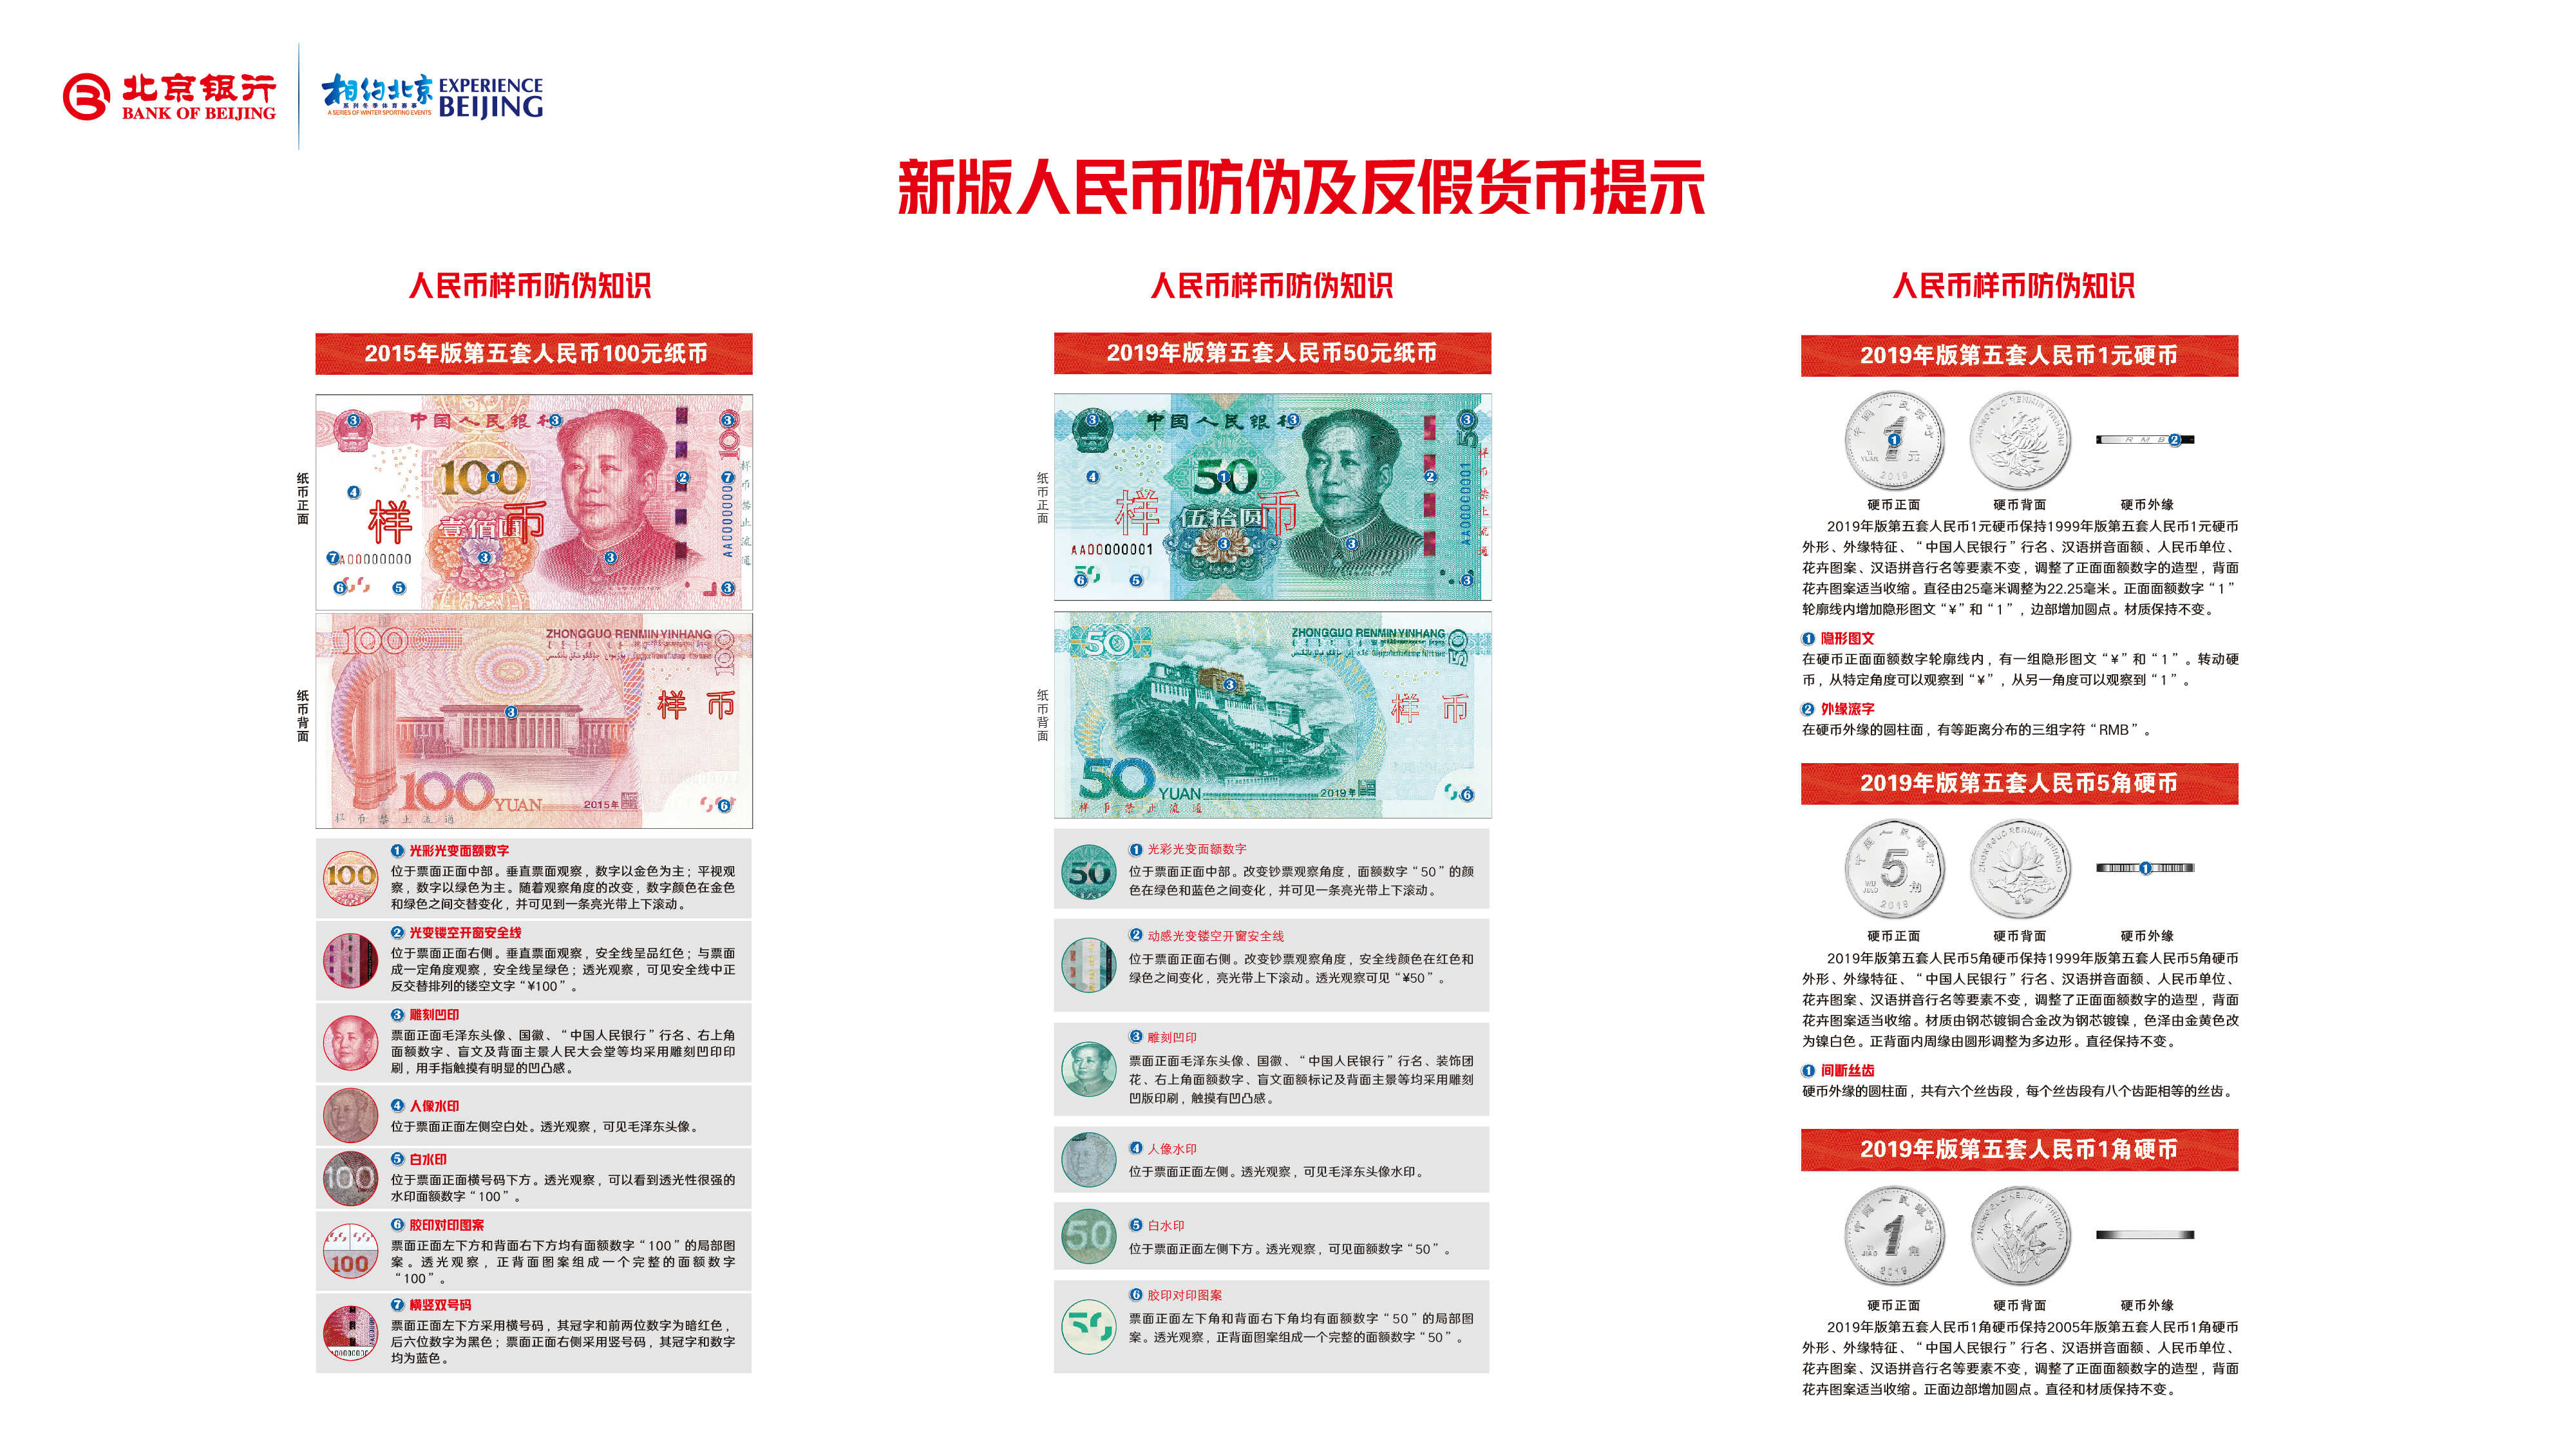 北京银行
BANK OF BEIJING
相约北京
系列冬季体育赛事
A SERIES OF WINTER SPORTING EVENTS
EXPERIENCE
BEIJING
新版人民币防伪及反假货币提示
人民币样币防伪知识
2015年版第五套人民币100元纸币
纸币正面
中国人民银行
100
壹佰圆
样币
100
AA00000000
A00000000
样币禁止流通
纸币背面
100
ZHONGGUO RENMIN YINHANG
100
样 币
100 YUAN
2015年
样币禁止流通
① 光彩光变面额数字
位于票面正面中部。垂直票面观察，数字以金色为主；平视观
察，数字以绿色为主。随着观察角度的改变，数字颜色在金色
和绿色之间交替变化，并可见到一条亮光带上下滚动。
② 光变镂空开窗安全线
位于票面正面右侧。垂直票面观察，安全线呈品红色；与票面
成一定角度观察，安全线呈绿色；透光观察，可见安全线中正
反交替排列的镂空文字“¥100”。
③ 雕刻凹印
票面正面毛泽东头像、国徽、“中国人民银行”行名、右上角
面额数字、盲文及背面主景人民大会堂等均采用雕刻凹印印
刷，用手指触摸有明显的凹凸感。
④ 人像水印
位于票面正面左侧空白处。透光观察，可见毛泽东头像。
⑤ 白水印
位于票面正面横号码下方。透光观察，可以看到透光性很强的
水印面额数字“100”。
⑥ 胶印对印图案
票面正面左下方和背面右下方均有面额数字“100”的局部图
案。透光观察，正背面图案组成一个完整的面额数字
“100”。
⑦ 横竖双号码
票面正面左下方采用横号码，其冠字和前两位数字为暗红色，
后六位数字为黑色；票面正面右侧采用竖号码，其冠字和数字
均为蓝色。
人民币样币防伪知识
2019年版第五套人民币50元纸币
纸币正面
中国人民银行
50
伍拾圆
样币
50
AA00000001
AA00000001
样币禁止流通
纸币背面
50
ZHONGGUO RENMIN YINHANG
50
样 币
50 YUAN
2019年
样币禁止流通
① 光彩光变面额数字
位于票面正面中部。改变钞票观察角度，面额数字“50”的颜
色在绿色和蓝色之间变化，并可见一条亮光带上下滚动。
② 动感光变镂空开窗安全线
位于票面正面右侧。改变钞票观察角度，安全线颜色在红色和
绿色之间变化，亮光带上下滚动。透光观察可见“¥50”。
③ 雕刻凹印
票面正面毛泽东头像、国徽、“中国人民银行”行名、装饰团
花、右上角面额数字、盲文面额标记及背面主景等均采用雕刻
凹版印刷，触摸有凹凸感。
④ 人像水印
位于票面正面左侧。透光观察，可见毛泽东头像水印。
⑤ 白水印
位于票面正面左侧下方。透光观察，可见面额数字“50”。
⑥ 胶印对印图案
票面正面左下角和背面右下角均有面额数字“50”的局部图
案。透光观察，正背面图案组成一个完整的面额数字“50”。
人民币样币防伪知识
2019年版第五套人民币1元硬币
硬币正面 硬币背面 硬币外缘
2019年版第五套人民币1元硬币保持1999年版第五套人民币1元硬币
外形、外缘特征、“中国人民银行”行名、汉语拼音面额、人民币单位、
花卉图案、汉语拼音行名等要素不变，调整了正面面额数字的造型，背面
花卉图案适当收缩。直径由25毫米调整为22.25毫米。正面面额数字“1”
轮廓线内增加隐形图文“¥”和“1”，边部增加圆点。材质保持不变。
① 隐形图文
在硬币正面面额数字轮廓线内，有一组隐形图文“¥”和“1”。转动硬
币，从特定角度可以观察到“¥”，从另一角度可以观察到“1”。
② 外缘滚字
在硬币外缘的圆柱面，有等距离分布的三组字符“RMB”。
2019年版第五套人民币5角硬币
硬币正面 硬币背面 硬币外缘
2019年版第五套人民币5角硬币保持1999年版第五套人民币5角硬币
外形、外缘特征、“中国人民银行”行名、汉语拼音面额、人民币单位、
花卉图案、汉语拼音行名等要素不变，调整了正面面额数字的造型，背面
花卉图案适当收缩。材质由钢芯镀铜合金改为钢芯镀镍，色泽由金黄色改
为镍白色。正背面内周缘由圆形调整为多边形。直径保持不变。
① 间断丝齿
硬币外缘的圆柱面，共有六个丝齿段，每个丝齿段有八个齿距相等的丝齿。
2019年版第五套人民币1角硬币
硬币正面 硬币背面 硬币外缘
2019年版第五套人民币1角硬币保持2005年版第五套人民币1角硬币
外形、外缘特征、“中国人民银行”行名、汉语拼音面额、人民币单位、
花卉图案、汉语拼音行名等要素不变，调整了正面面额数字的造型，背面
花卉图案适当收缩。正面边部增加圆点。直径和材质保持不变。